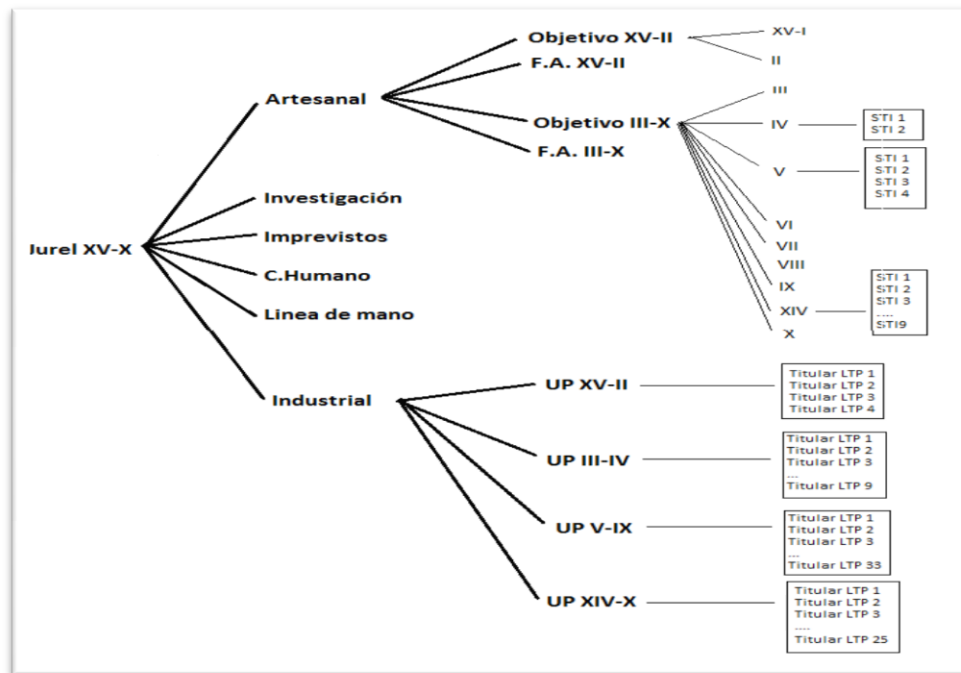 Jurel XV-X
Artesanal
Investigación
Imprevistos
C.Humano
Linea de mano
Industrial
Objetivo XV-II
F.A. XV-II
Objetivo III-X
F.A. III-X
XV-I
II
III
IV
V
VI
VII
VIII
IX
XIV
X
STI 1
STI 2
STI 1
STI 2
STI 3
STI 4
STI 1
STI 2
STI 3
....
STI9
UP XV-II
UP III-IV
UP V-IX
UP XIV-X
Titular LTP 1
Titular LTP 2
Titular LTP 3
Titular LTP 4
Titular LTP 1
Titular LTP 2
Titular LTP 3
...
Titular LTP 9
Titular LTP 1
Titular LTP 2
Titular LTP 3
...
Titular LTP 33
Titular LTP 1
Titular LTP 2
Titular LTP 3
....
Titular LTP 25